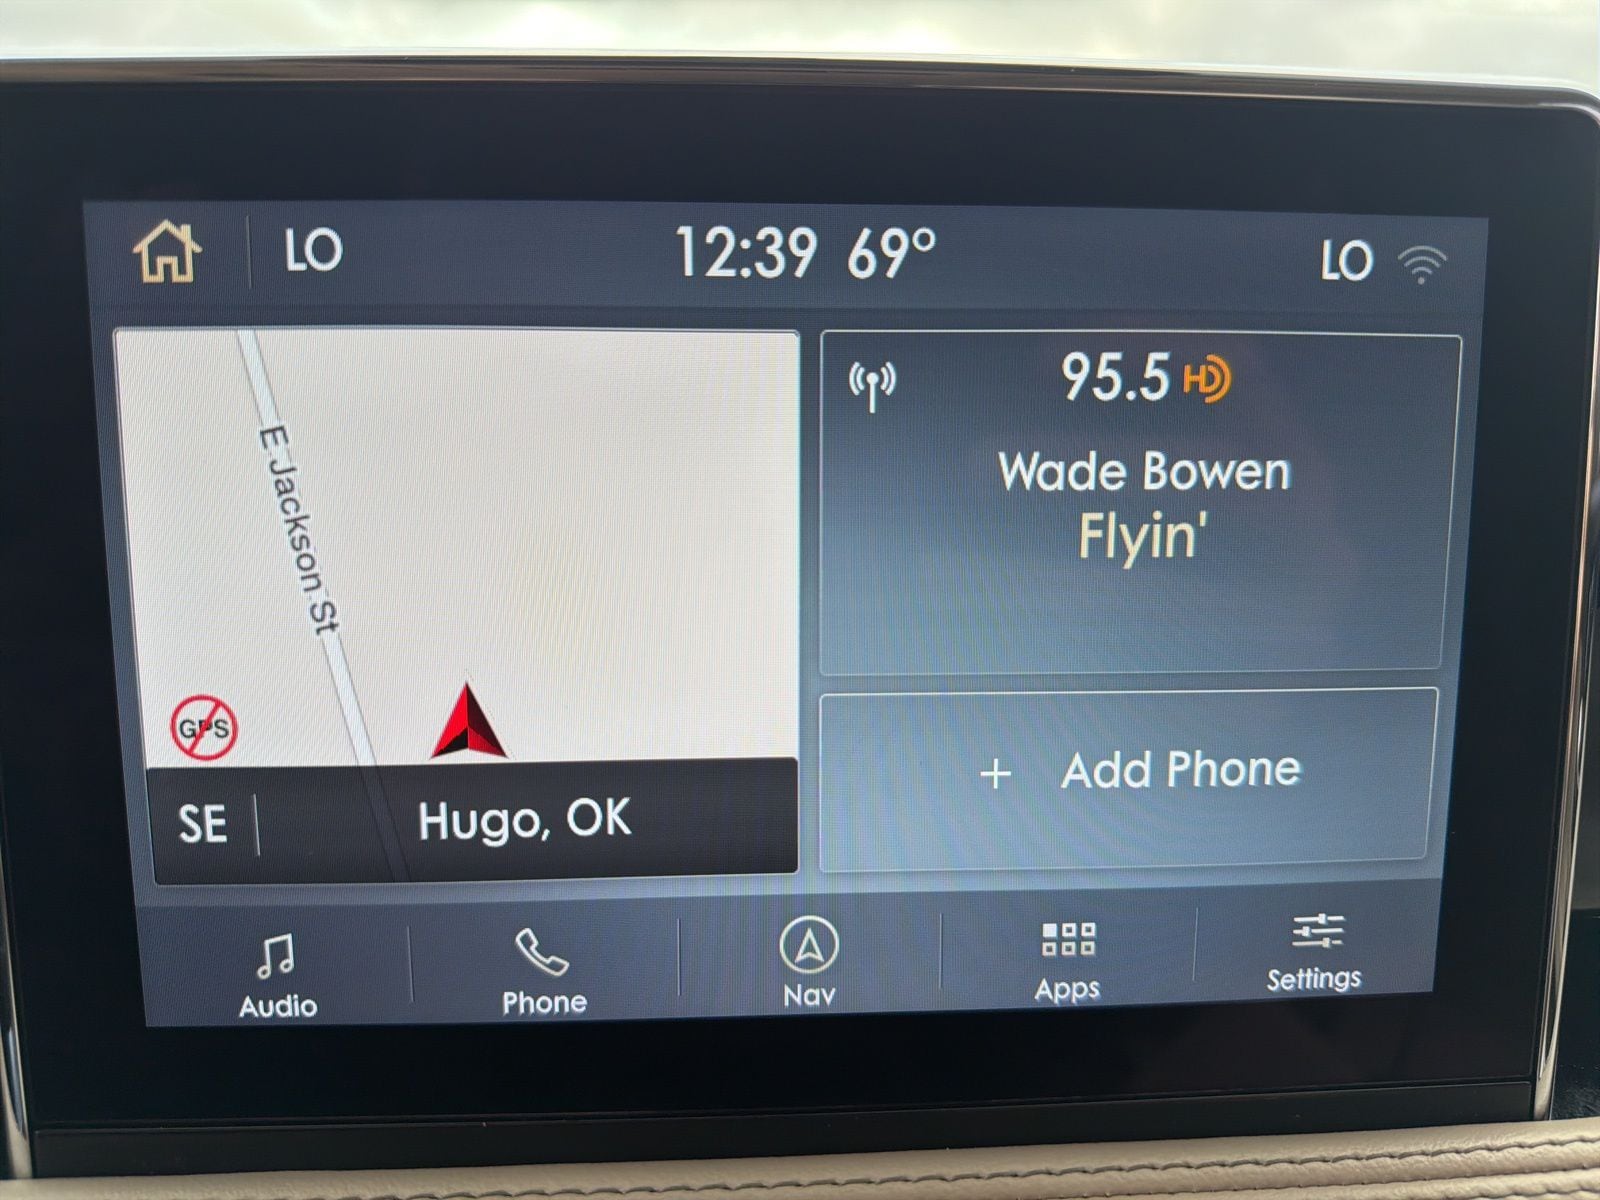 LO
12:39 69°
LO
E Jackson St
GPS
SE
Hugo, OK
95.5 HD
Wade Bowen
Flyin'
+ Add Phone
Audio
Phone
Nav
Apps
Settings